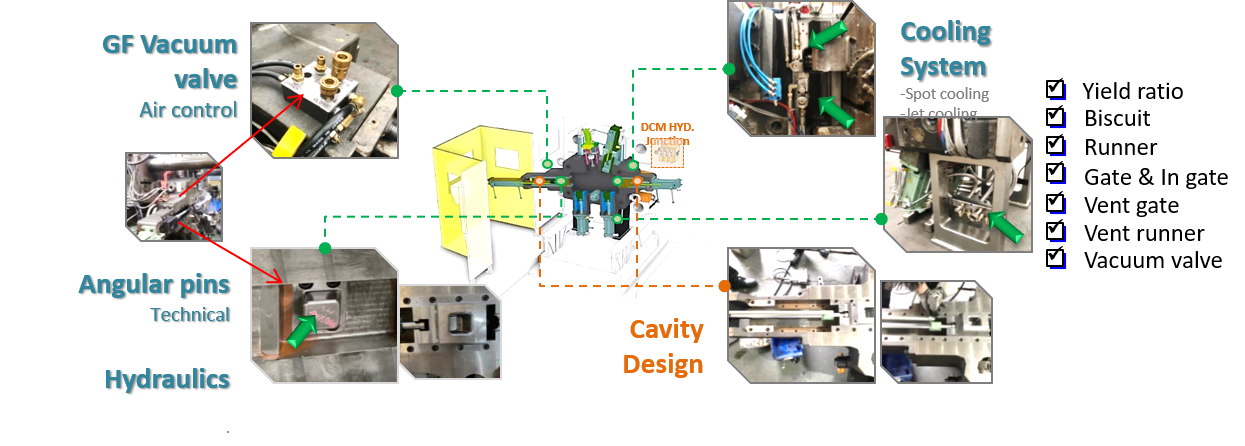 GF Vacuum
valve
Air control
Cooling
System
-Spot cooling
-Jet cooling
DCM HYD.
Junction
Yield ratio
Biscuit
Runner
Gate & In gate
Vent gate
Vent runner
Vacuum valve
Angular pins
Technical
Hydraulics
Cavity
Design